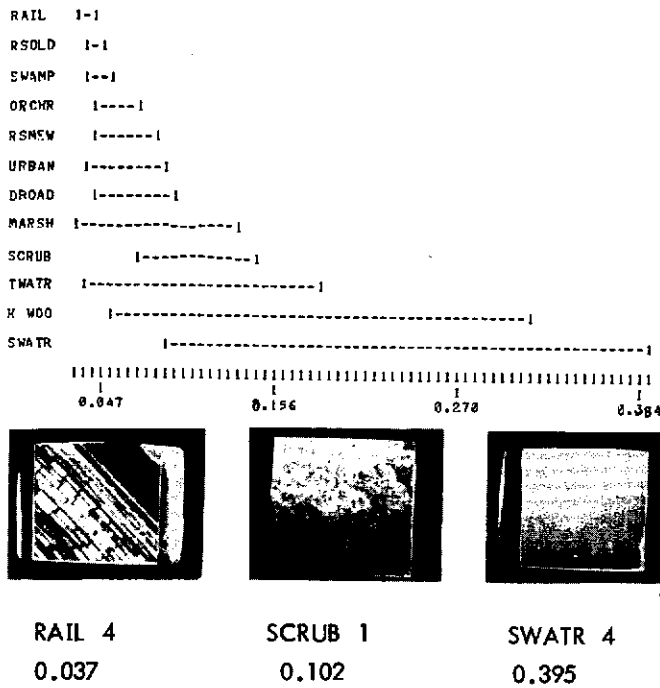 RAIL I-I
RSOLD I-I
SWAMP I--I
ORCHR I----I
RSNEW I------I
URBAN I--------I
DROAD I--------I
MARSH I----------------I
SCRUB I------------I
TWATR I-------------------------I
H WOO I---------------------------------------------I
SWATR I----------------------------------------------------I
0.047 0.156 0.270 0.384
RAIL 4 SCRUB 1 SWATR 4
0.037 0.102 0.395